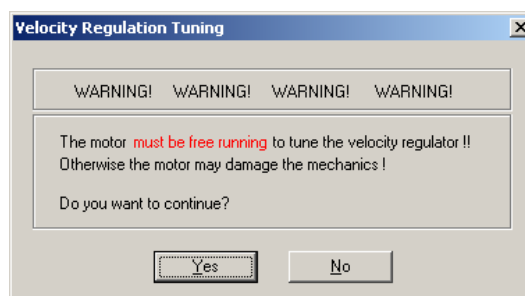 Velocity Regulation Tuning
WARNING! WARNING! WARNING! WARNING!
The motor must be free running to tune the velocity regulator !!
Otherwise the motor may damage the mechanics !
Do you want to continue?
Yes No